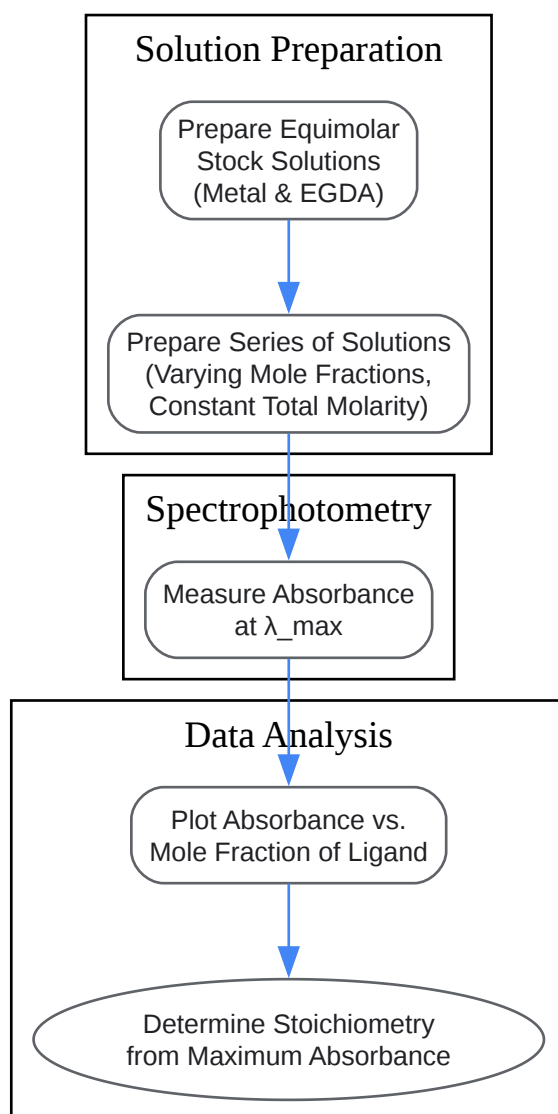 Solution Preparation
Prepare Equimolar
Stock Solutions
(Metal & EGDA)
Prepare Series of Solutions
(Varying Mole Fractions,
Constant Total Molarity)
Spectrophotometry
Measure Absorbance
at λ_max
Data Analysis
Plot Absorbance vs.
Mole Fraction of Ligand
Determine Stoichiometry
from Maximum Absorbance